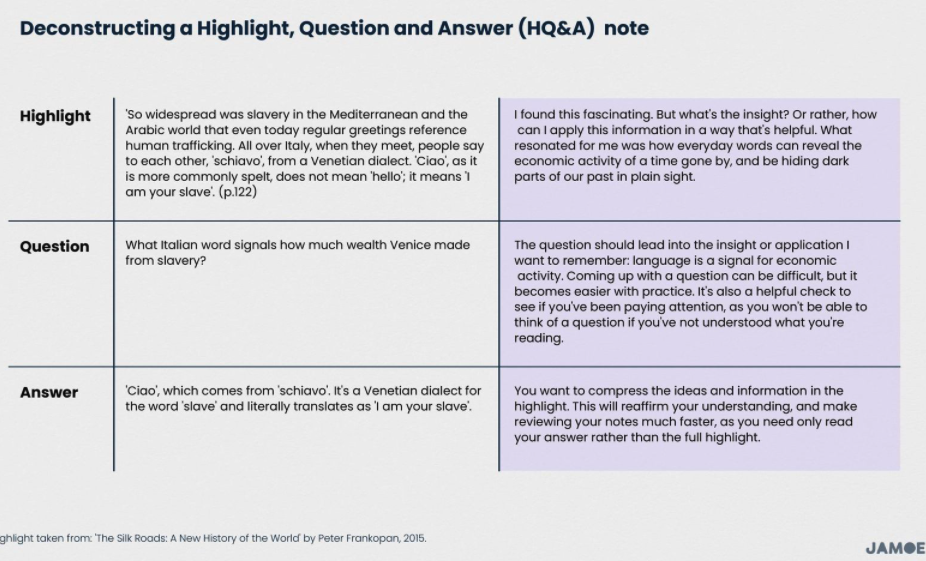 Deconstructing a Highlight, Question and Answer (HQ&A) note
Highlight
'So widespread was slavery in the Mediterranean and the
Arabic world that even today regular greetings reference
human trafficking. All over Italy, when they meet, people say
to each other, 'schiavo', from a Venetian dialect. 'Ciao', as it
is more commonly spelt, does not mean 'hello'; it means 'I
am your slave'. (p.122)
I found this fascinating. But what's the insight? Or rather, how
can I apply this information in a way that's helpful. What
resonated for me was how everyday words can reveal the
economic activity of a time gone by, and be hiding dark
parts of our past in plain sight.
Question
What Italian word signals how much wealth Venice made
from slavery?
The question should lead into the insight or application I
want to remember: language is a signal for economic
activity. Coming up with a question can be difficult, but it
becomes easier with practice. It's also a helpful check to
see if you've been paying attention, as you won't be able to
think of a question if you've not understood what you're
reading.
Answer
'Ciao', which comes from 'schiavo'. It's a Venetian dialect for
the word 'slave' and literally translates as 'I am your slave'.
You want to compress the ideas and information in the
highlight. This will reaffirm your understanding, and make
reviewing your notes much faster, as you need only read
your answer rather than the full highlight.
ghlight taken from: 'The Silk Roads: A New History of the World' by Peter Frankopan, 2015.
JAMOE